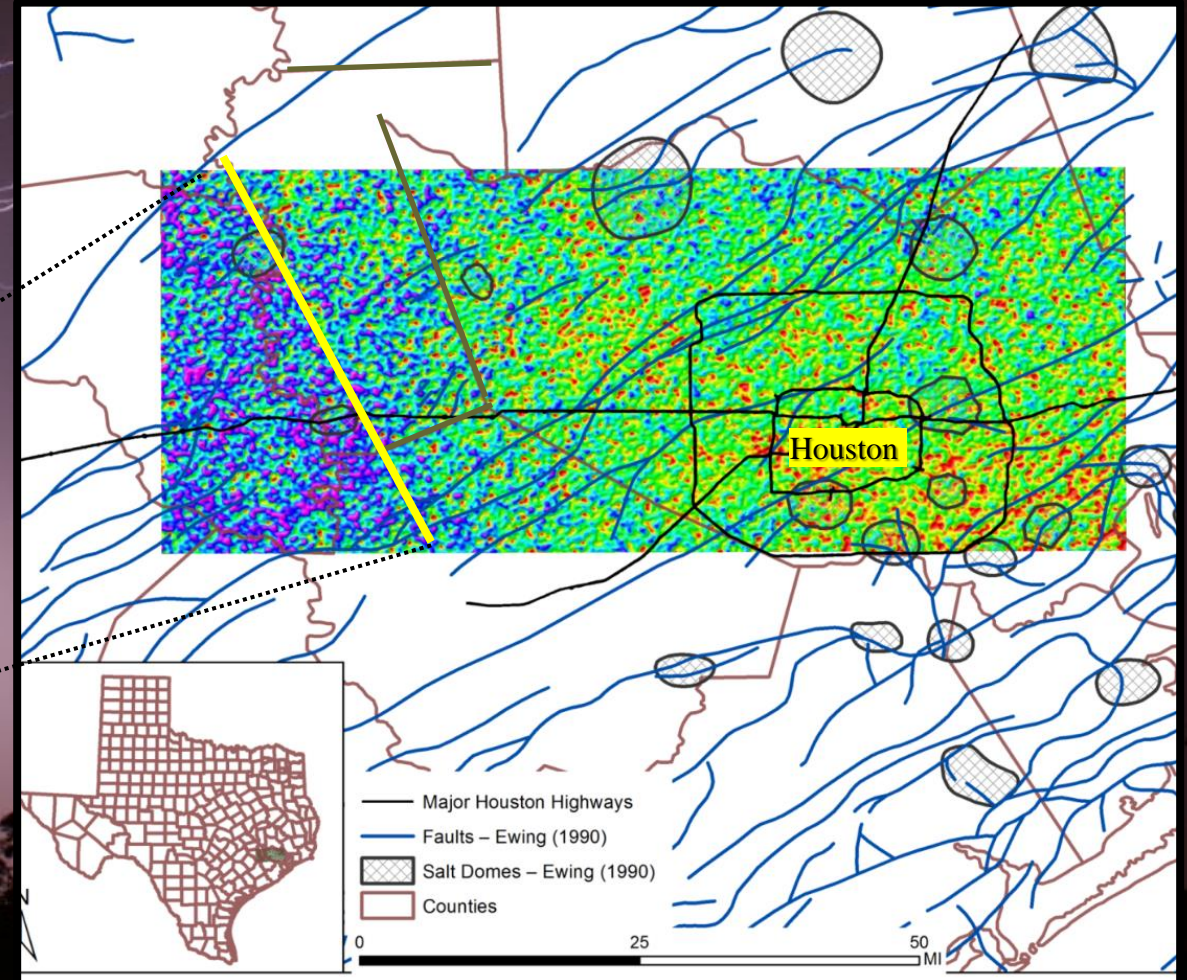 Houston
Major Houston Highways
Faults – Ewing (1990)
Salt Domes – Ewing (1990)
Counties
N
0 25 50
MI